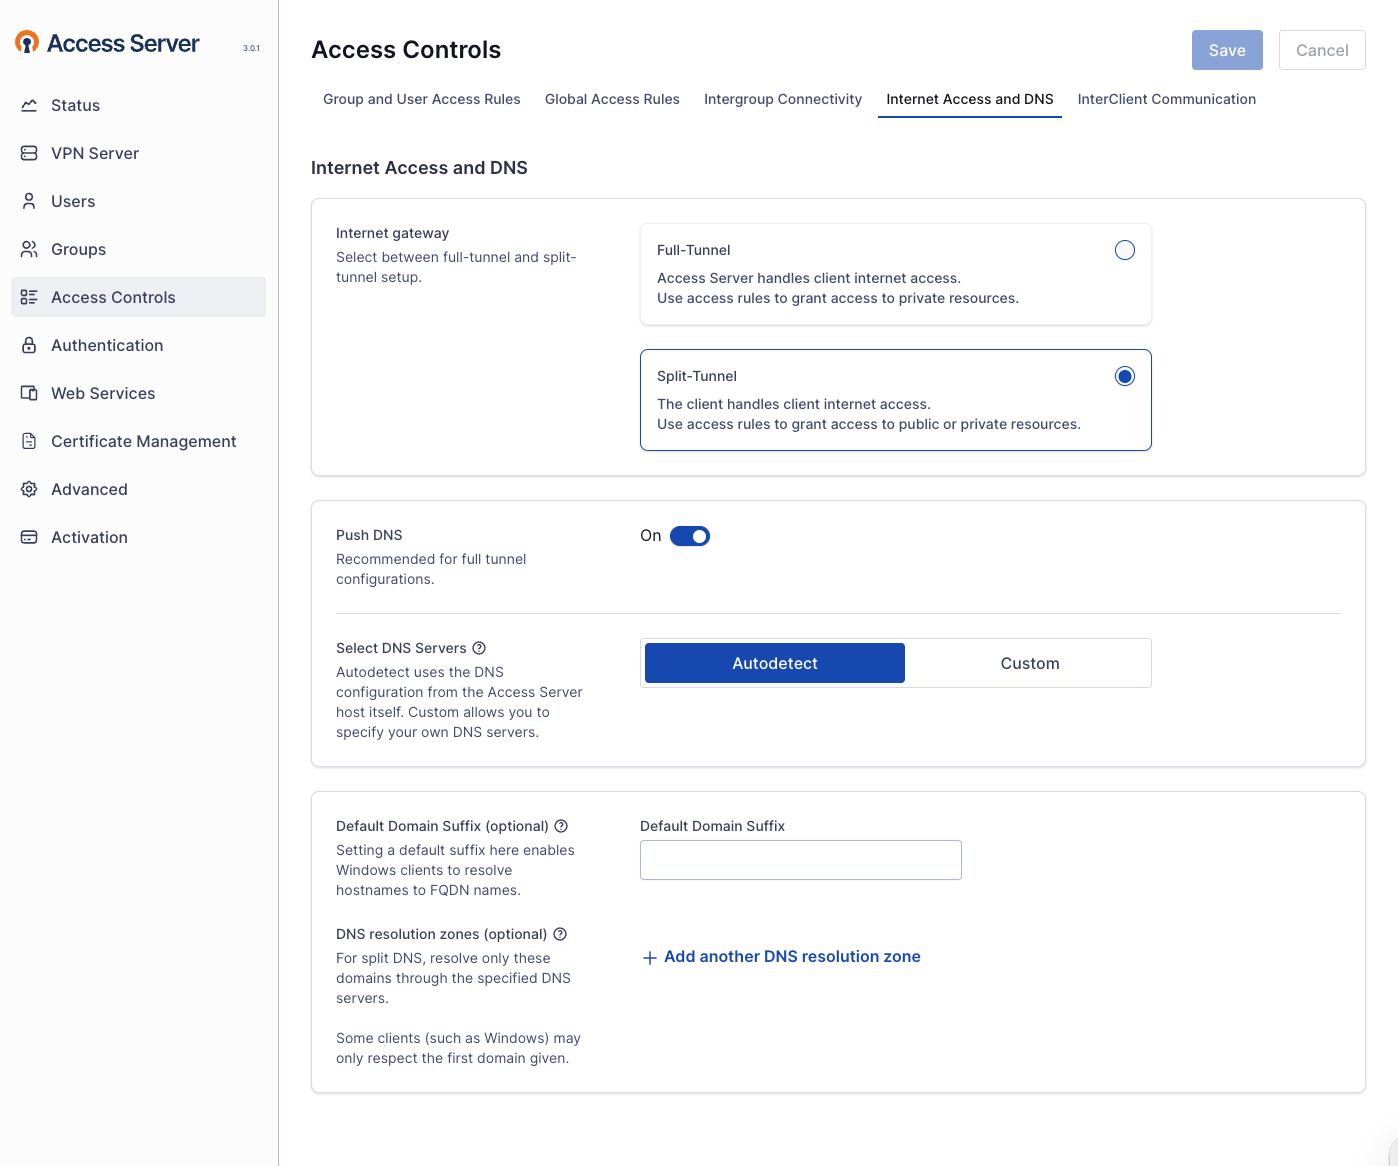 Access Server
3.0.1
Status
VPN Server
Users
Groups
Access Controls
Authentication
Web Services
Certificate Management
Advanced
Activation
Access Controls
Save
Cancel
Group and User Access Rules
Global Access Rules
Intergroup Connectivity
Internet Access and DNS
InterClient Communication
Internet Access and DNS
Internet gateway
Select between full-tunnel and split-
tunnel setup.
Full-Tunnel
Access Server handles client internet access.
Use access rules to grant access to private resources.
Split-Tunnel
The client handles client internet access.
Use access rules to grant access to public or private resources.
Push DNS
Recommended for full tunnel
configurations.
On
Select DNS Servers
Autodetect uses the DNS
configuration from the Access Server
host itself. Custom allows you to
specify your own DNS servers.
Autodetect
Custom
Default Domain Suffix (optional)
Setting a default suffix here enables
Windows clients to resolve
hostnames to FQDN names.
Default Domain Suffix
DNS resolution zones (optional)
For split DNS, resolve only these
domains through the specified DNS
servers.
Some clients (such as Windows) may
only respect the first domain given.
Add another DNS resolution zone